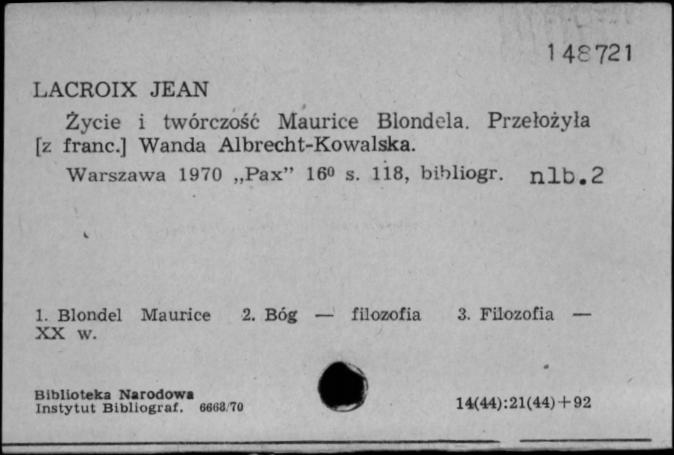 148721
LACROIX JEAN
Życie i twórczość Maurice Blondela. Przełożyła
[z franc.] Wanda Albrecht-Kowalska.
Warszawa 1970 „Pax” 16⁰ s. 118, bibliogr. nlb.2
1. Blondel Maurice 2. Bóg — filozofia 3. Filozofia —
XX w.
Biblioteka Narodowa
Instytut Bibliograf. 6668/70
14(44):21(44)+92